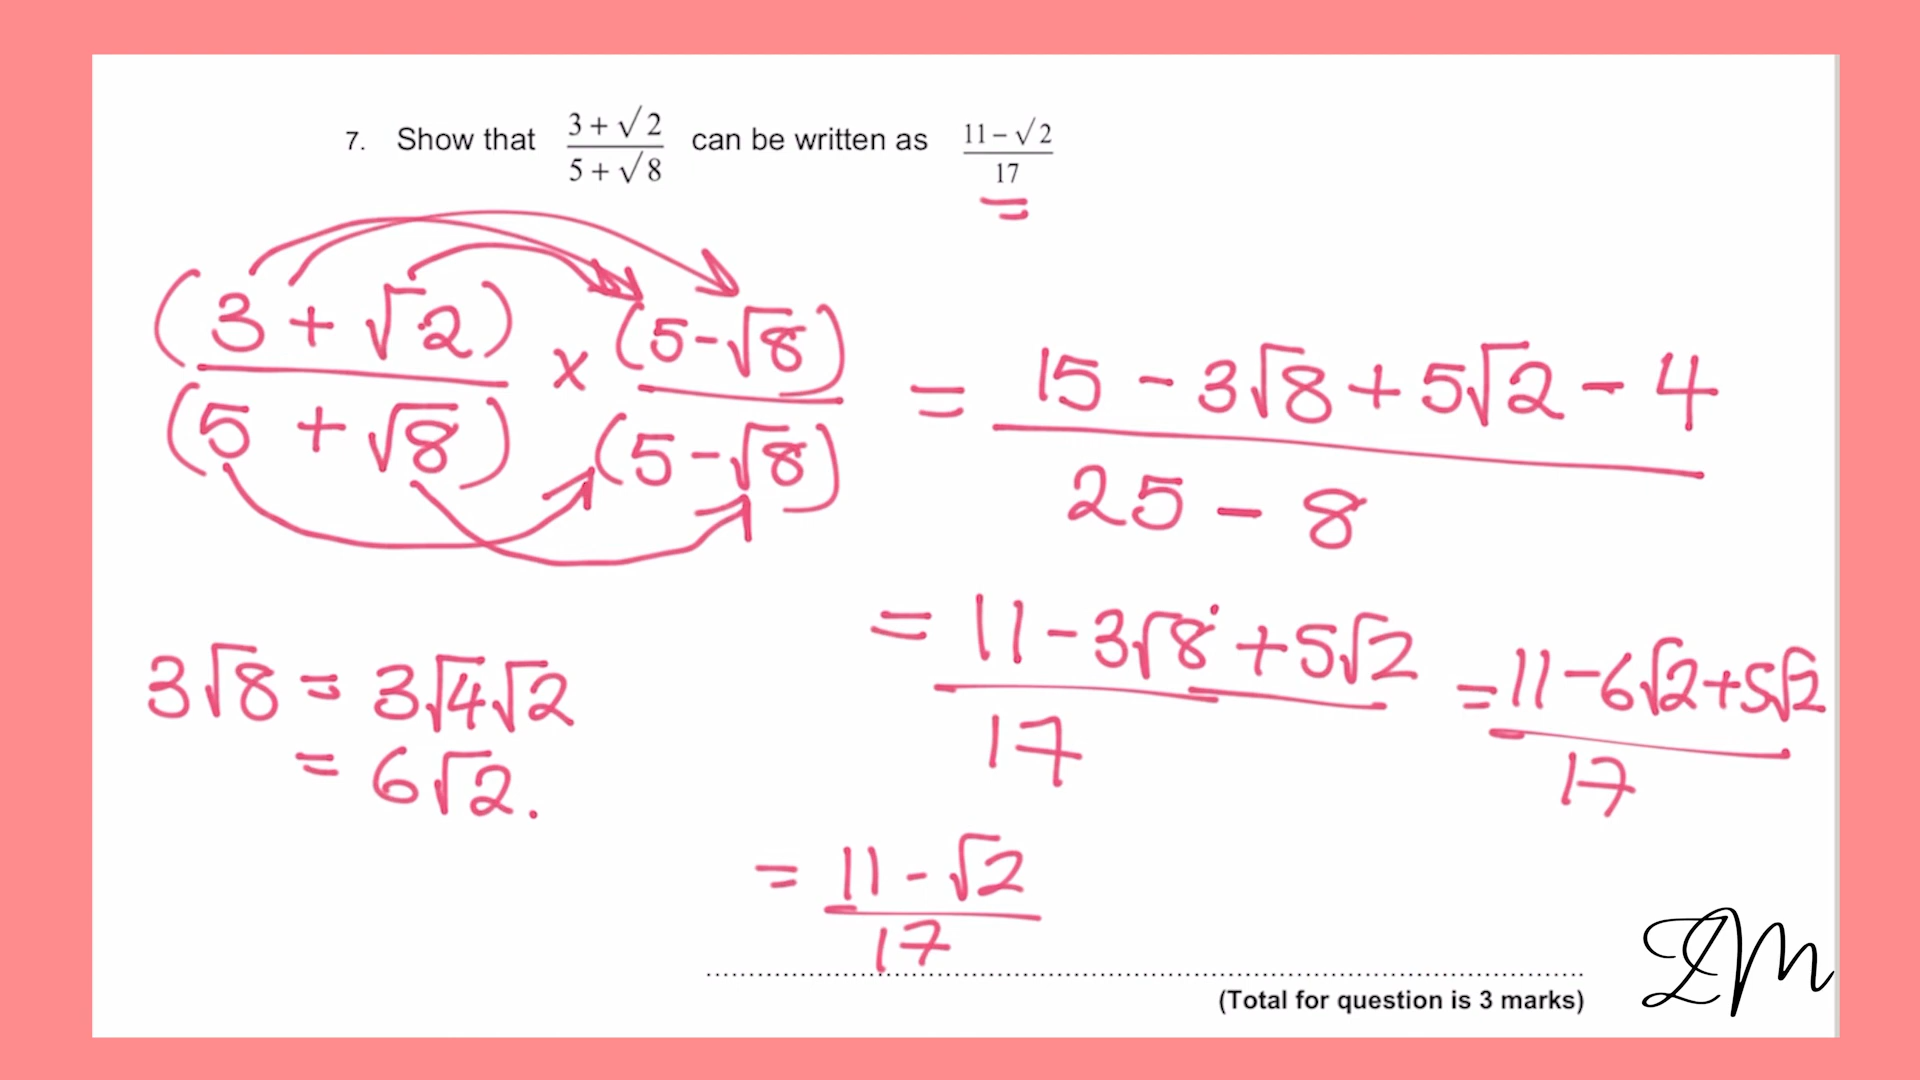 7. Show that (3 + √2)/(5 + √8) can be written as (11 − √2)/17
(3 + √2)/(5 + √8) × (5 - √8)/(5 - √8) = (15 - 3√8 + 5√2 - 4)/(25 - 8)
= (11 - 3√8 + 5√2)/17 = (11 - 6√2 + 5√2)/17
3√8 = 3√4√2
= 6√2.
= (11 - √2)/17
(Total for question is 3 marks)
LM